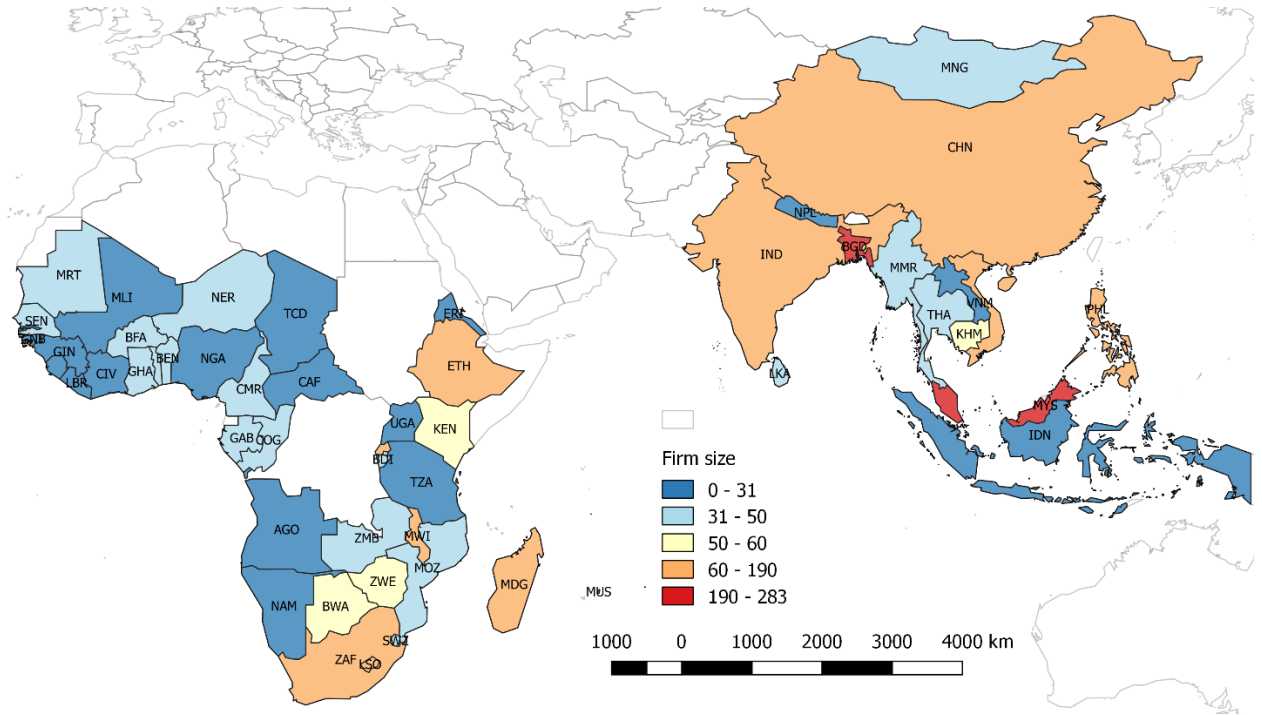 MNG
CHN
NPL
BGD
IND
MMR
MRT
MLI
NER
TCD
ERI
VNM
PHL
THA
SEN
GNB
BFA
KHM
GIN
BEN
NGA
ETH
GHA
CIV
LBR
CMR
CAF
LKA
MYS
UGA
KEN
IDN
GAB
COG
BDI
Firm size
TZA
0 - 31
31 - 50
AGO
ZMB
MWI
50 - 60
MOZ
60 - 190
ZWE
MDG
MUS
190 - 283
NAM
BWA
SWZ
1000 0 1000 2000 3000 4000 km
ZAF
LSO